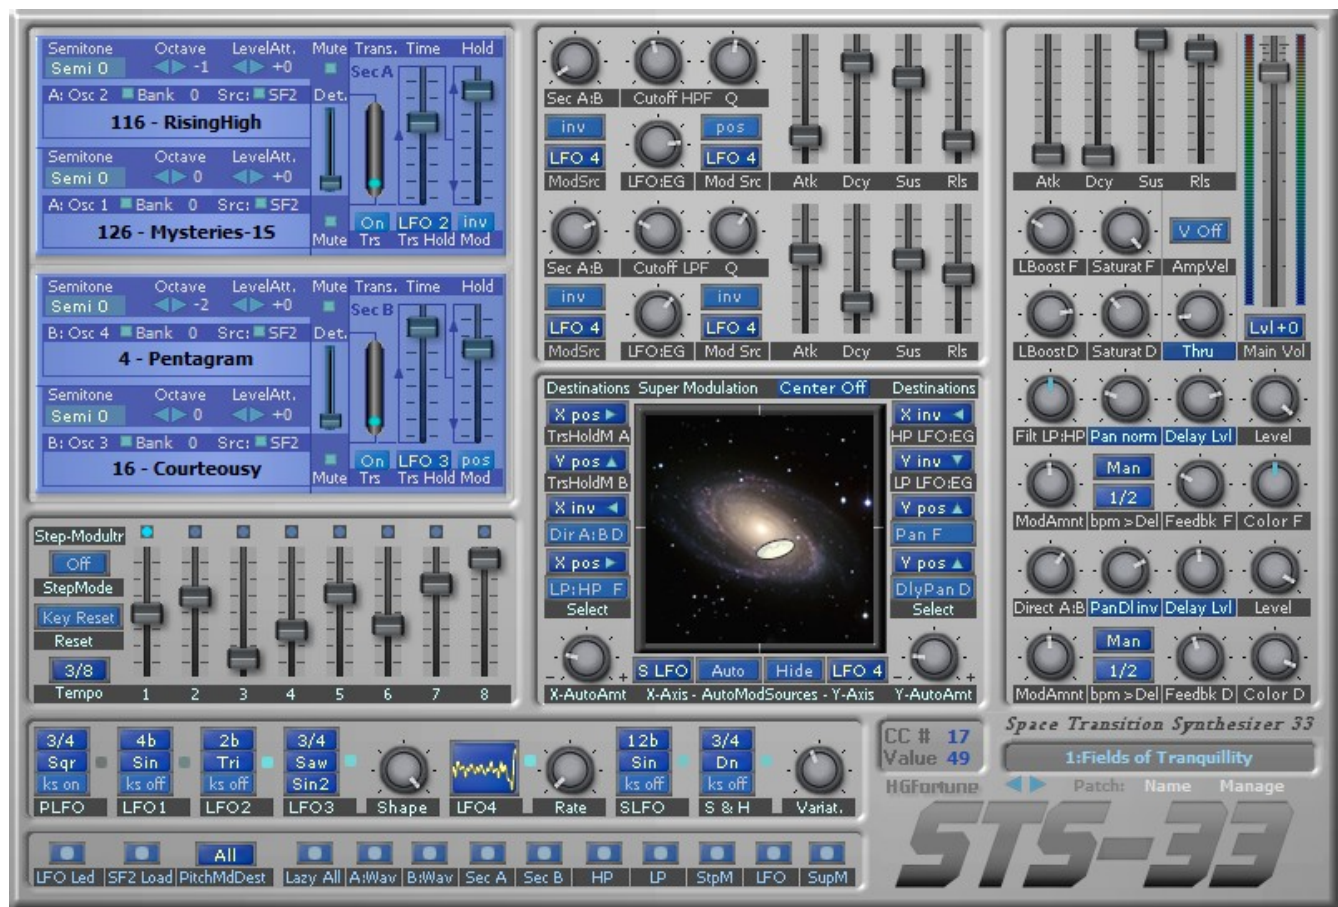 Semitone Octave LevelAtt. Mute Trans. Time Hold
Semi 0 -1 +0 Sec A
A: Osc 2 Bank 0 Src: SF2 Det.
116 - RisingHigh
Semitone Octave LevelAtt.
Semi 0 0 +0
A: Osc 1 Bank 0 Src: SF2
126 - Mysteries-15
On LFO 2 inv
Mute Trs Trs Hold Mod
Semitone Octave LevelAtt. Mute Trans. Time Hold
Semi 0 -2 +0 Sec B
B: Osc 4 Bank 0 Src: SF2 Det.
4 - Pentagram
Semitone Octave LevelAtt.
Semi 0 0 +0
B: Osc 3 Bank 0 Src: SF2
16 - Courteousy
On LFO 3 pos
Mute Trs Trs Hold Mod
Step-Modultr
Off
StepMode
Key Reset
Reset
3/8
Tempo 1 2 3 4 5 6 7 8
Sec A:B Cutoff HPF Q
inv pos
LFO 4 LFO 4
ModSrc LFO:EG Mod Src Atk Dcy Sus Rls
Sec A:B Cutoff LPF Q
inv inv
LFO 4 LFO 4
ModSrc LFO:EG Mod Src Atk Dcy Sus Rls
Destinations Super Modulation Center Off Destinations
X pos X inv
TrsHoldM A HP LFO:EG
Y pos Y inv
TrsHoldM B LP LFO:EG
X inv Y pos
Dir A:B D Pan F
X pos Y pos
LP:HP F DlyPan D
Select Select
S LFO Auto Hide LFO 4
- + - +
X-AutoAmt X-Axis - AutoModSources - Y-Axis Y-AutoAmt
Atk Dcy Sus Rls
V Off
LBoost F Saturat F AmpVel
Lvl+0
LBoost D Saturat D Thru Main Vol
Filt LP:HP Pan norm Delay Lvl Level
Man
1/2
ModAmnt bpm > Del Feedbk F Color F
Direct A:B PanDl inv Delay Lvl Level
Man
1/2
ModAmnt bpm > Del Feedbk D Color D
3/4 4b 2b 3/4 12b 3/4
Sqr Sin Tri Saw Sin Dn
ks on ks off ks off Sin2 ks off ks off
PLFO LFO1 LFO2 LFO3 Shape LFO4 Rate SLFO S & H Variat.
CC # 17
Value 49
HGFortune
Space Transition Synthesizer 33
1:Fields of Tranquillity
Patch: Name Manage
STS-33
All
LFO Led SF2 Load PitchMdDest Lazy All A:Wav B:Wav Sec A Sec B HP LP StpM LFO SupM